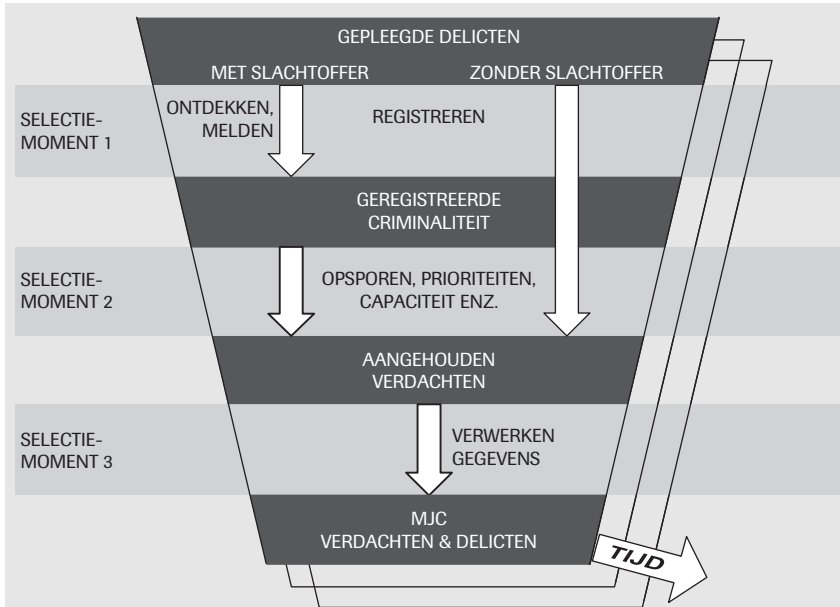 GEPLEEGDE DELICTEN
MET SLACHTOFFER
ZONDER SLACHTOFFER
SELECTIE-
MOMENT 1
ONTDEKKEN,
MELDEN
REGISTREREN
GEREGISTREERDE
CRIMINALITEIT
SELECTIE-
MOMENT 2
OPSPOREN, PRIORITEITEN,
CAPACITEIT ENZ.
AANGEHOUDEN
VERDACHTEN
SELECTIE-
MOMENT 3
VERWERKEN
GEGEVENS
MJC
VERDACHTEN & DELICTEN
TIJD